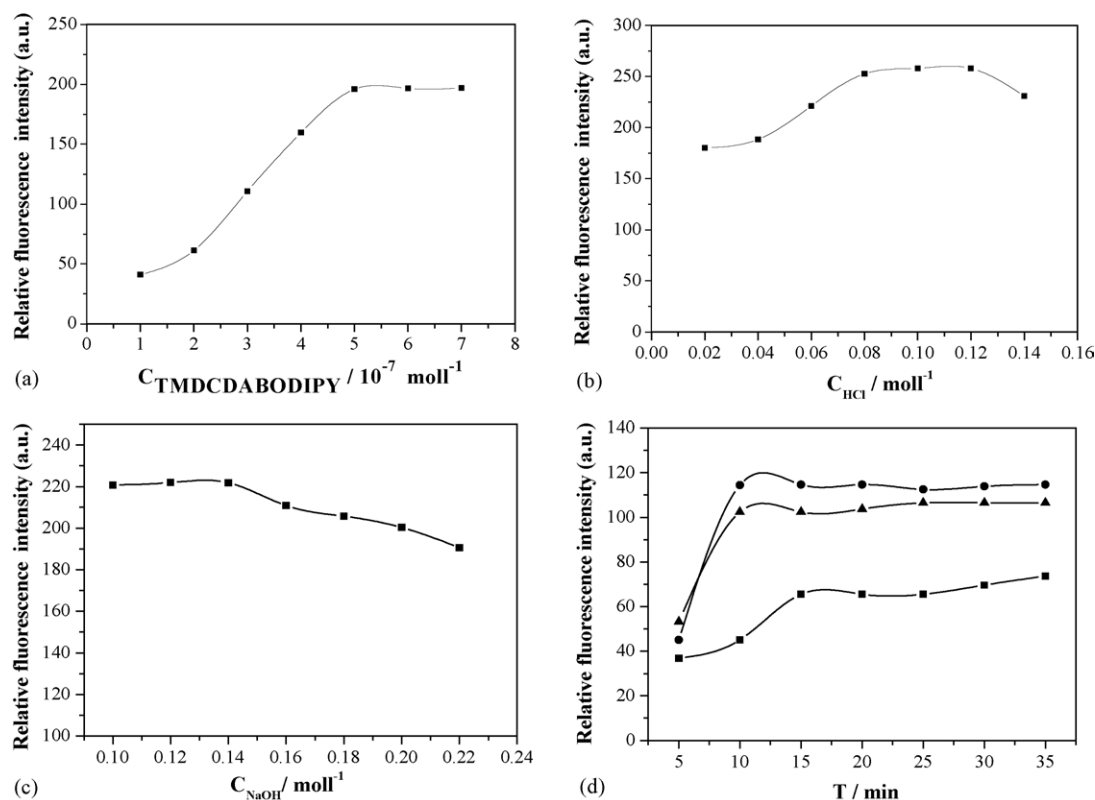 Relative fluorescence intensity (a.u.)
250
200
150
100
50
0
0 1 2 3 4 5 6 7 8
(a) C TMDCDABODIPY / 10⁻⁷ moll⁻¹
Relative fluorescence intensity (a.u.)
300
250
200
150
100
50
0
0.00 0.02 0.04 0.06 0.08 0.10 0.12 0.14 0.16
(b) C HCl / moll⁻¹
Relative fluorescence intensity (a.u.)
240
220
200
180
160
140
120
100
0.10 0.12 0.14 0.16 0.18 0.20 0.22 0.24
(c) C NaOH / moll⁻¹
Relative fluorescence intensity (a.u.)
140
120
100
80
60
40
20
0
5 10 15 20 25 30 35
(d) T / min